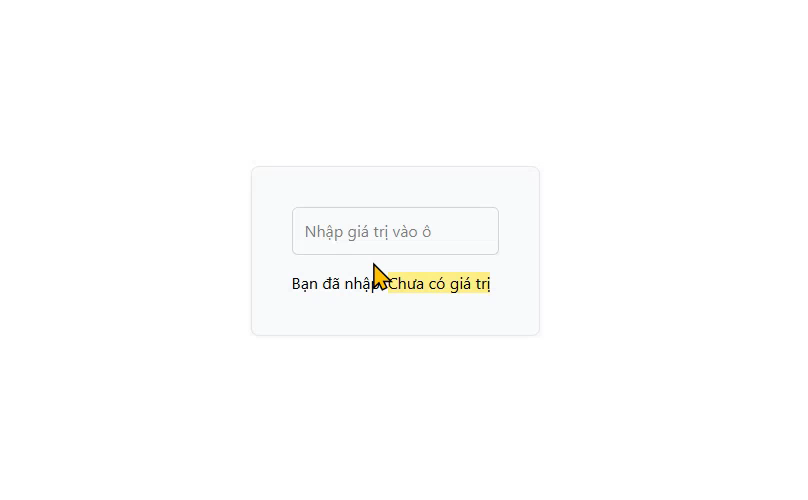 Nhập giá trị vào ô
Bạn đã nhập: Chưa có giá trị